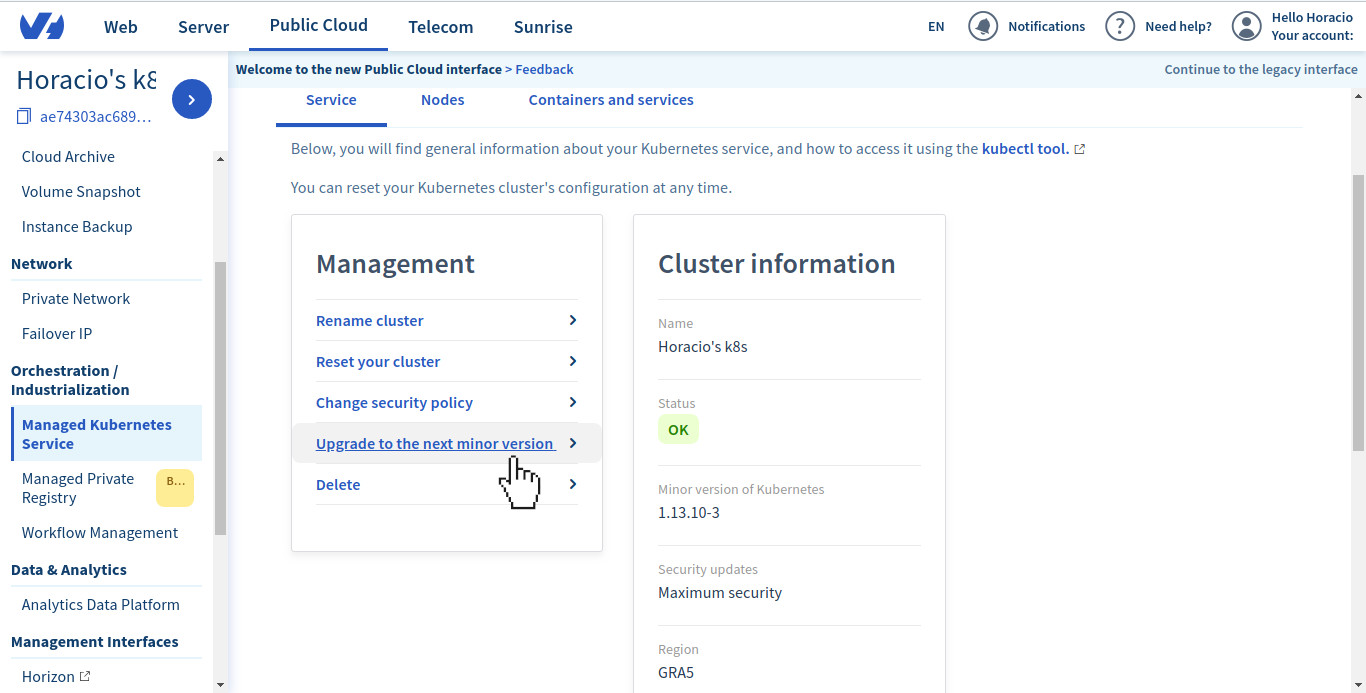 Web
Server
Public Cloud
Telecom
Sunrise
EN
Notifications
Need help?
Hello Horacio
Your account:
Horacio's k8
ae74303ac689…
Cloud Archive
Volume Snapshot
Instance Backup
Network
Private Network
Failover IP
Orchestration /
Industrialization
Managed Kubernetes
Service
Managed Private
Registry
B…
Workflow Management
Data & Analytics
Analytics Data Platform
Management Interfaces
Horizon
Welcome to the new Public Cloud interface > Feedback
Continue to the legacy interface
Service
Nodes
Containers and services
Below, you will find general information about your Kubernetes service, and how to access it using the kubectl tool.
You can reset your Kubernetes cluster's configuration at any time.
Management
Rename cluster
Reset your cluster
Change security policy
Upgrade to the next minor version
Delete
Cluster information
Name
Horacio's k8s
Status
OK
Minor version of Kubernetes
1.13.10-3
Security updates
Maximum security
Region
GRA5